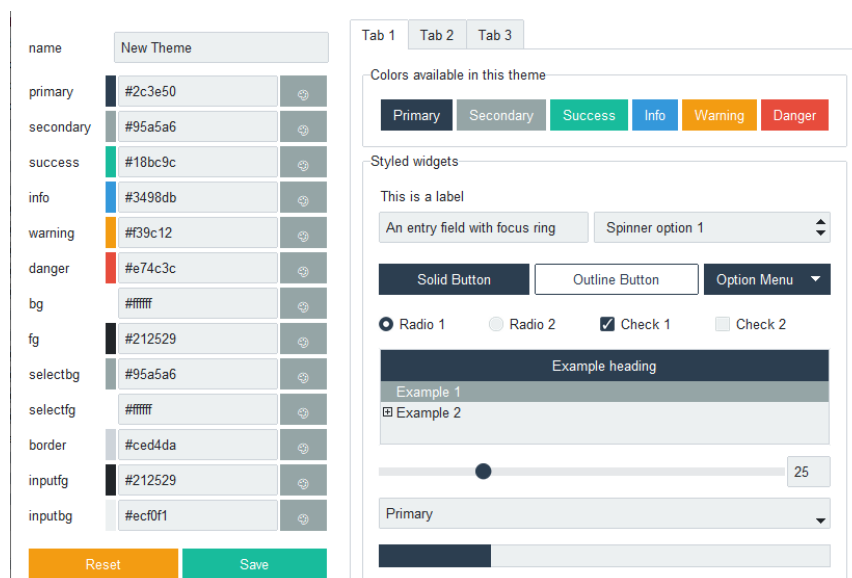 name New Theme
primary #2c3e50
secondary #95a5a6
success #18bc9c
info #3498db
warning #f39c12
danger #e74c3c
bg #ffffff
fg #212529
selectbg #95a5a6
selectfg #ffffff
border #ced4da
inputfg #212529
inputbg #ecf0f1
Reset Save
Tab 1 Tab 2 Tab 3
Colors available in this theme
Primary Secondary Success Info Warning Danger
Styled widgets
This is a label
An entry field with focus ring Spinner option 1
Solid Button Outline Button Option Menu
Radio 1 Radio 2 Check 1 Check 2
Example heading
Example 1
Example 2
25
Primary